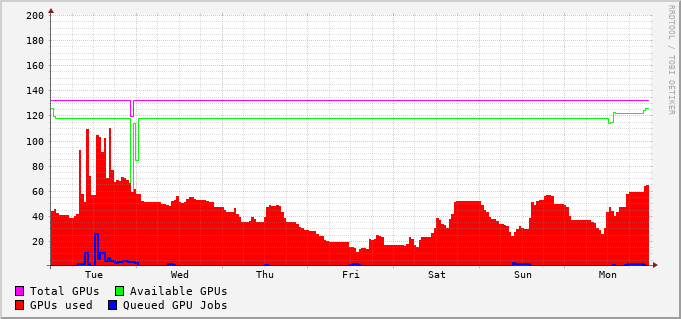 200
180
160
140
120
100
80
60
40
20
Tue Wed Thu Fri Sat Sun Mon
Total GPUs Available GPUs
GPUs used Queued GPU Jobs
RRDTOOL / TOBI OETIKER